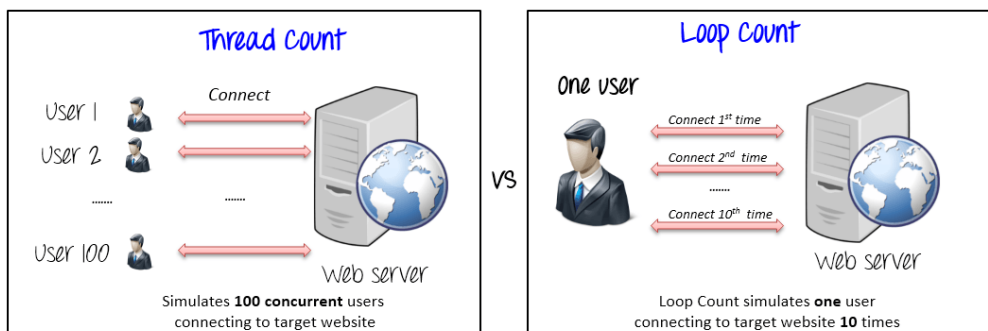 Thread Count
User 1
Connect
User 2
.......
.......
User 100
Web server
Simulates 100 concurrent users
connecting to target website
VS
Loop Count
One user
Connect 1st time
Connect 2nd time
.......
Connect 10th time
Web server
Loop Count simulates one user
connecting to target website 10 times